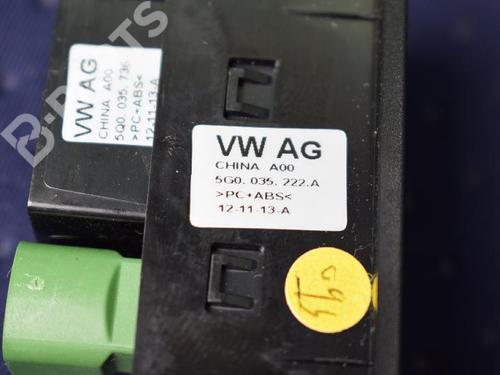 VW AG
CHINA A00
5Q0. 035. 736
>PC+ABS<
12-11-13-A
VW AG
CHINA A00
5G0. 035. 222.A
>PC+ABS<
12-11-13-A
B-PARTS